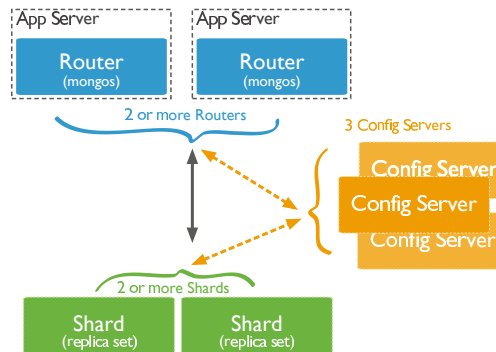 App Server
App Server
Router
(mongos)
Router
(mongos)
2 or more Routers
3 Config Servers
Config Server
Config Server
Config Server
2 or more Shards
Shard
(replica set)
Shard
(replica set)